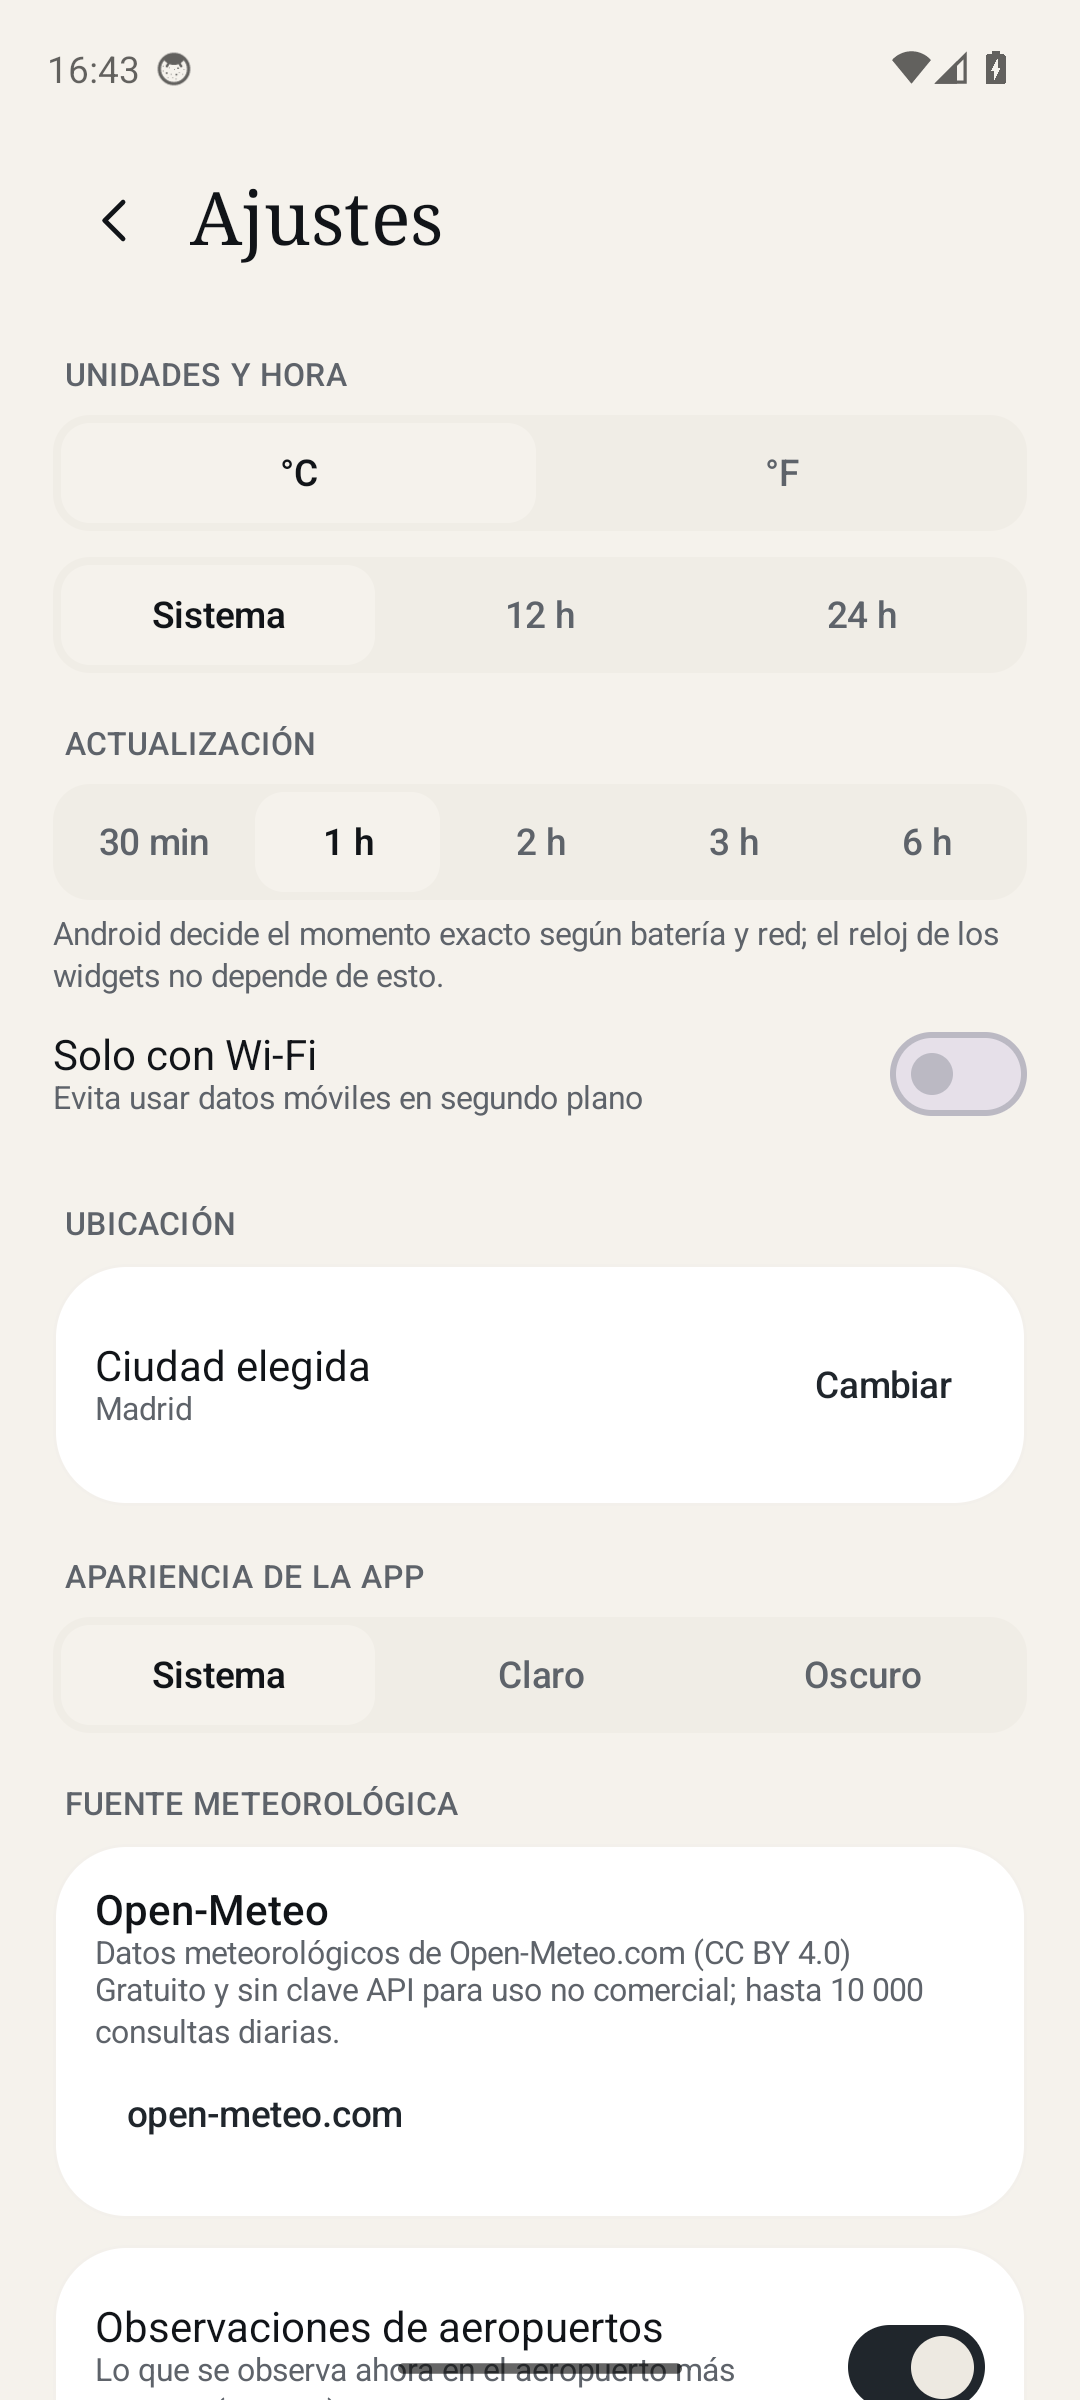 16:43
Ajustes
UNIDADES Y HORA
°C °F
Sistema 12 h 24 h
ACTUALIZACIÓN
30 min 1 h 2 h 3 h 6 h
Android decide el momento exacto según batería y red; el reloj de los
widgets no depende de esto.
Solo con Wi-Fi
Evita usar datos móviles en segundo plano
UBICACIÓN
Ciudad elegida
Madrid
Cambiar
APARIENCIA DE LA APP
Sistema Claro Oscuro
FUENTE METEOROLÓGICA
Open-Meteo
Datos meteorológicos de Open-Meteo.com (CC BY 4.0)
Gratuito y sin clave API para uso no comercial; hasta 10 000
consultas diarias.
open-meteo.com
Observaciones de aeropuertos
Lo que se observa ahora en el aeropuerto más